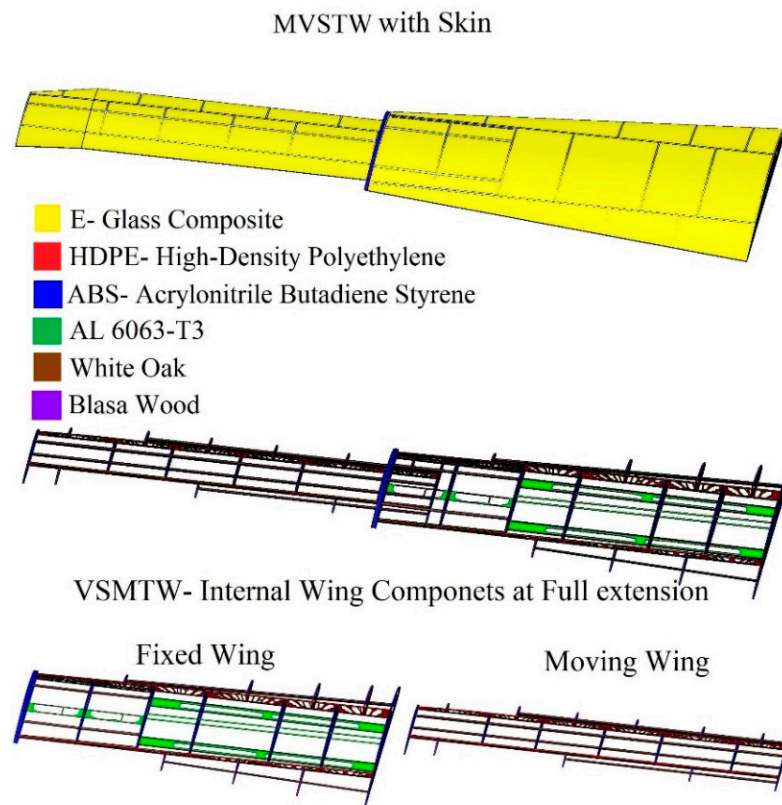 MVSTW with Skin
E- Glass Composite
HDPE- High-Density Polyethylene
ABS- Acrylonitrile Butadiene Styrene
AL 6063-T3
White Oak
Blasa Wood
VSMTW- Internal Wing Componets at Full extension
Fixed Wing
Moving Wing